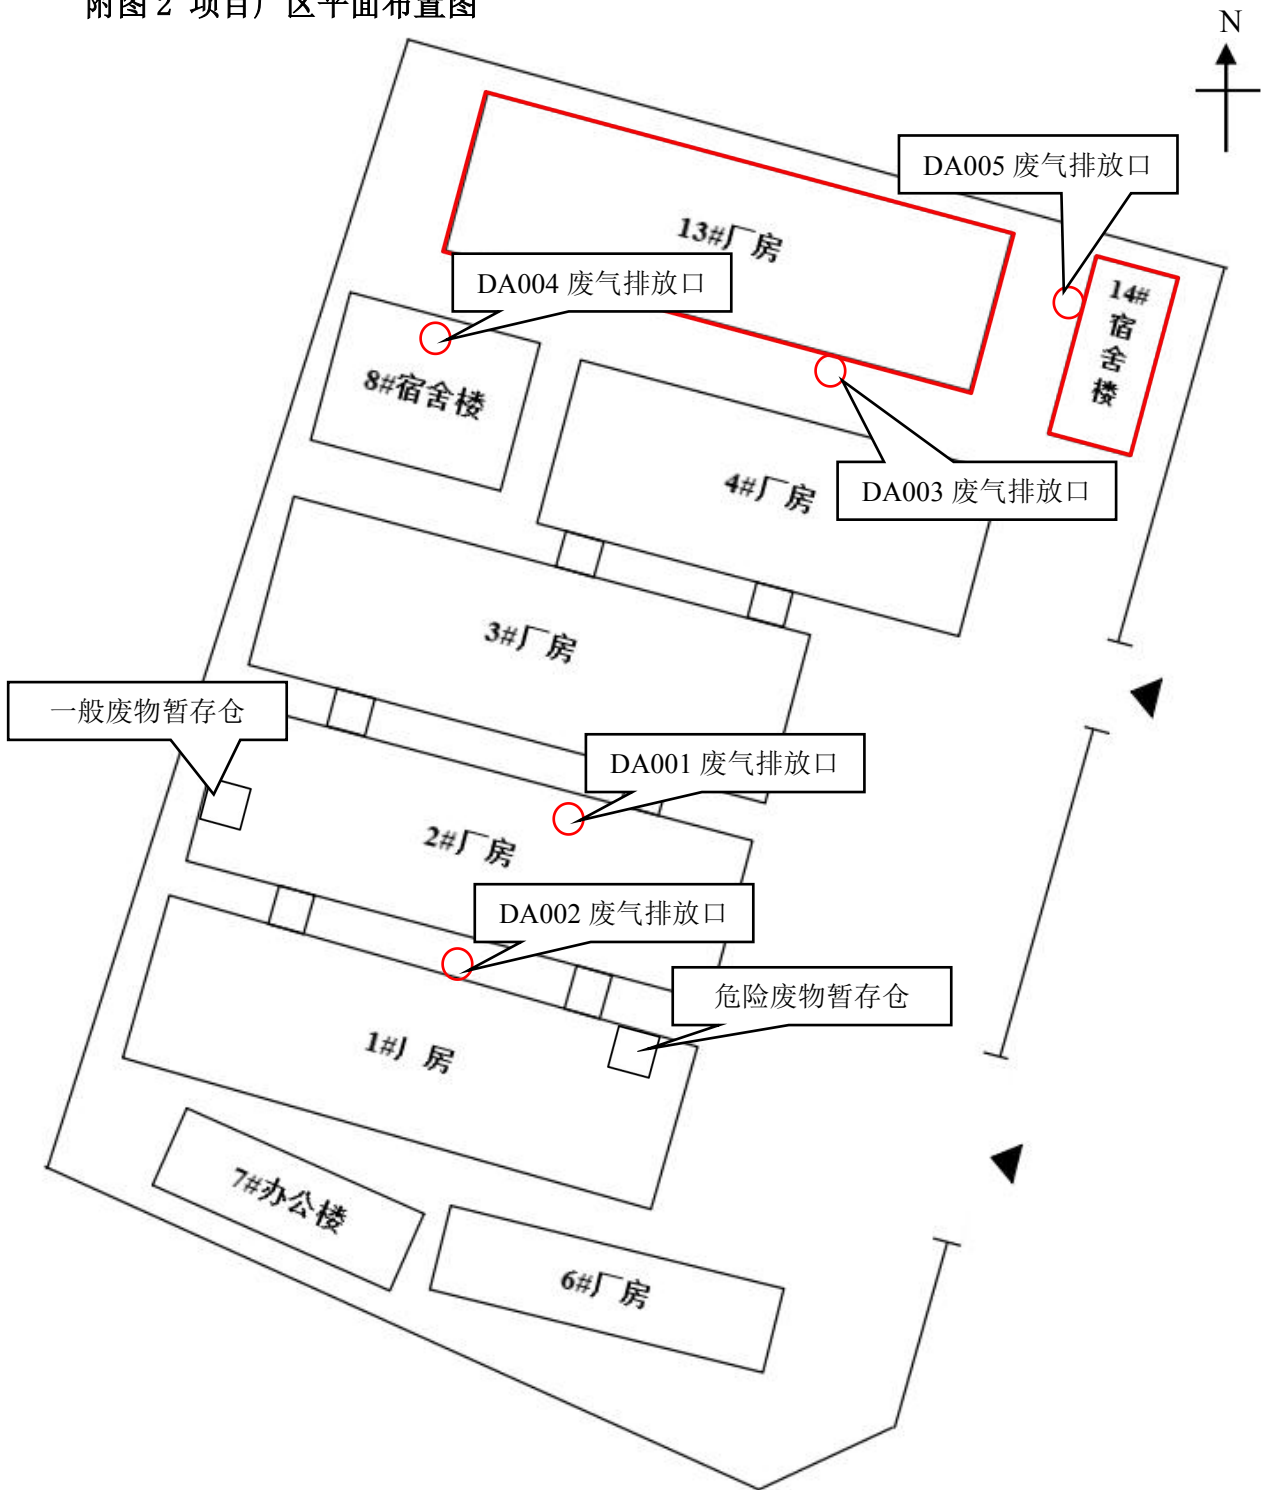 附图 2 项目厂区平面布置图
N
DA005 废气排放口
13#厂房
DA004 废气排放口
14#
宿
舍
楼
8#宿舍楼
4#厂房
DA003 废气排放口
3#厂房
一般废物暂存仓
DA001 废气排放口
2#厂房
DA002 废气排放口
危险废物暂存仓
1#厂房
7#办公楼
6#厂房